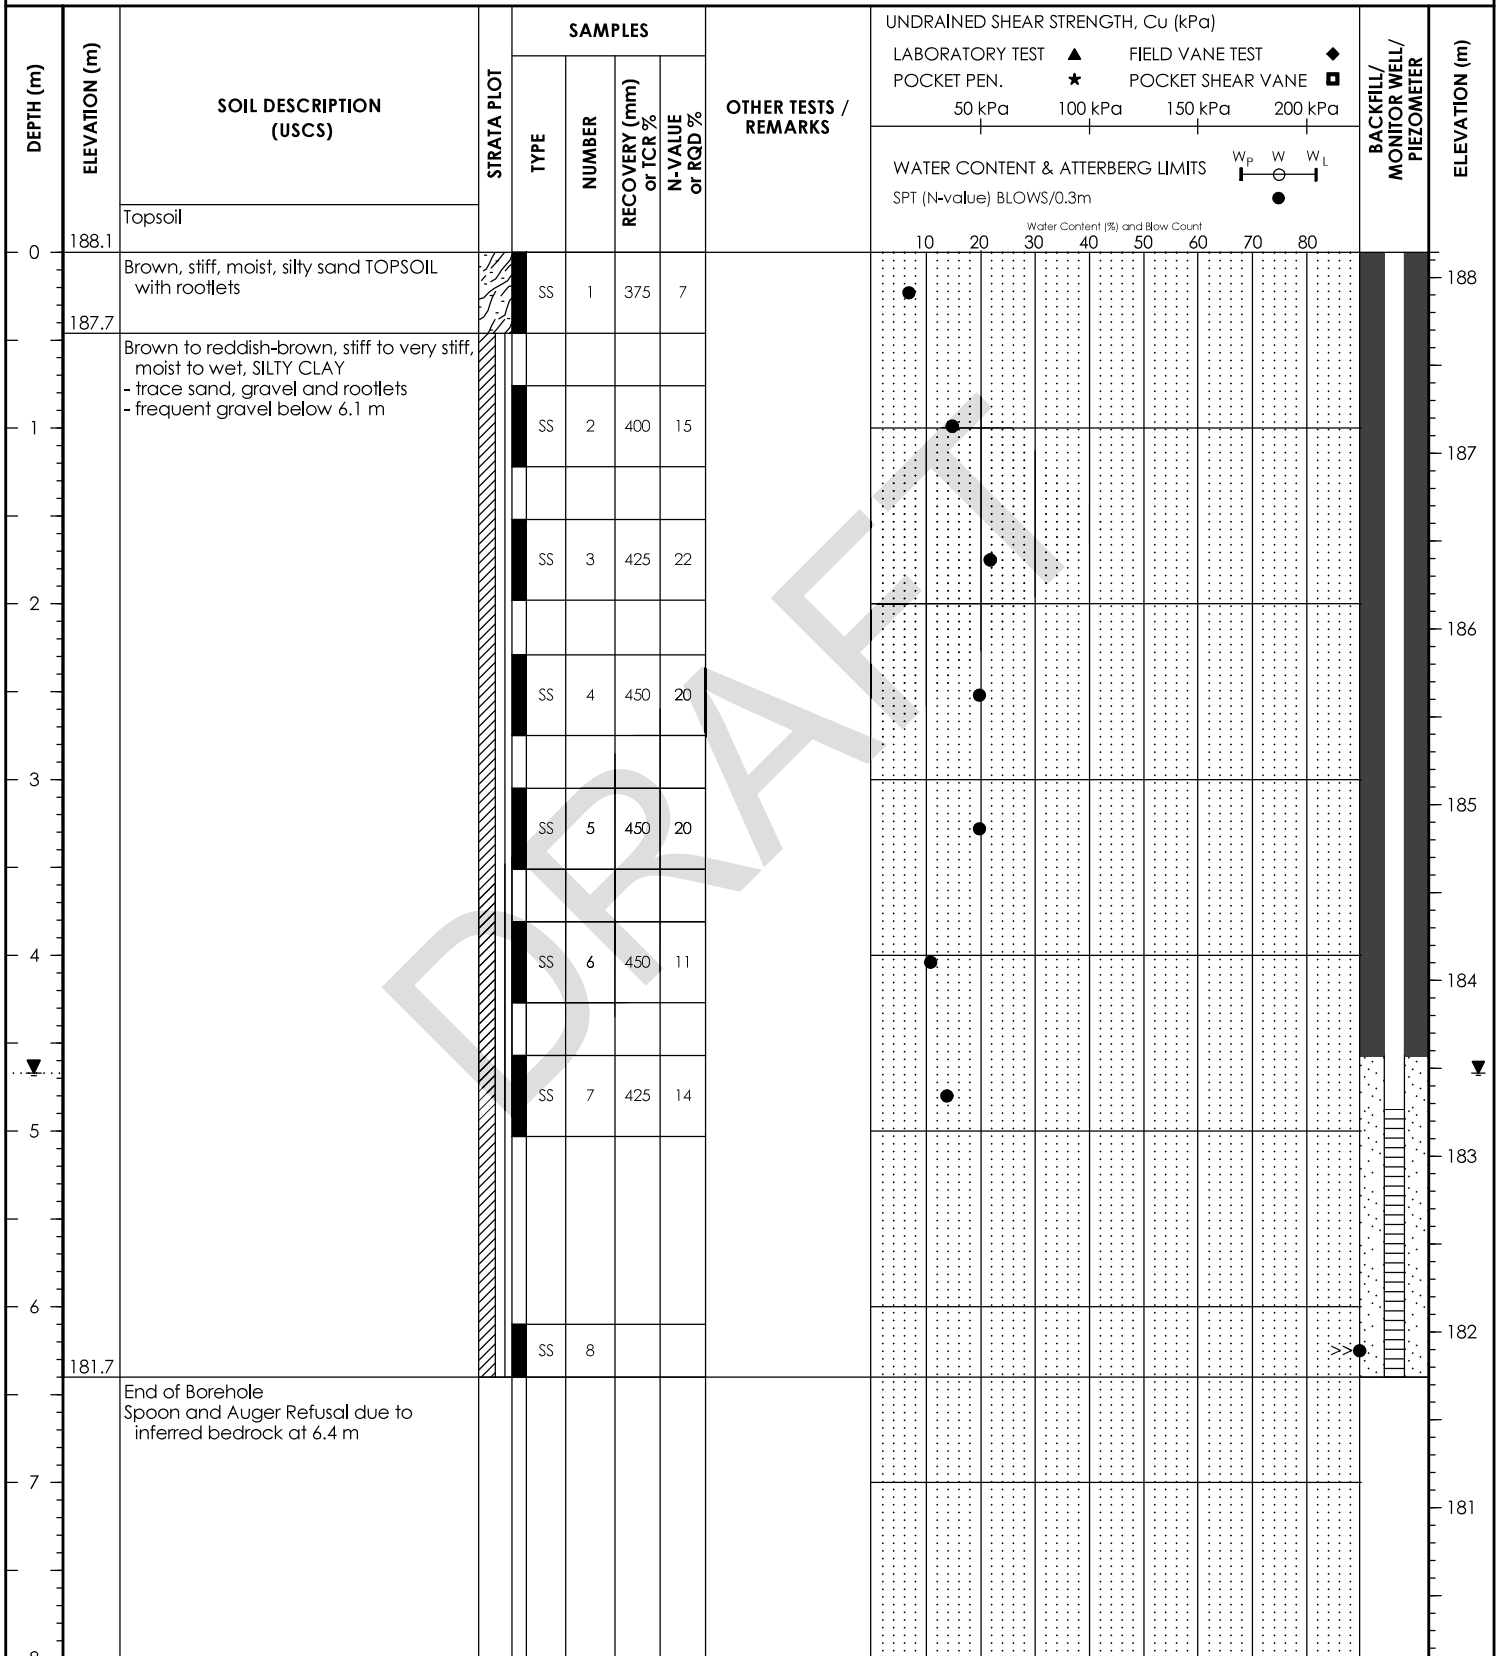 SAMPLES
UNDRAINED SHEAR STRENGTH, Cu (kPa)
LABORATORY TEST ▲ FIELD VANE TEST ◆
POCKET PEN. ★ POCKET SHEAR VANE
50 kPa 100 kPa 150 kPa 200 kPa
DEPTH (m)
ELEVATION (m)
SOIL DESCRIPTION
(USCS)
STRATA PLOT
TYPE
NUMBER
RECOVERY (mm)
or TCR %
N-VALUE
or RQD %
OTHER TESTS /
REMARKS
WATER CONTENT & ATTERBERG LIMITS
WP W WL
SPT (N-value) BLOWS/0.3m ●
Water Content (%) and Blow Count
10 20 30 40 50 60 70 80
BACKFILL/
MONITOR WELL/
PIEZOMETER
ELEVATION (m)
Topsoil
0 188.1
Brown, stiff, moist, silty sand TOPSOIL
with rootlets
SS 1 375 7
188
187.7
Brown to reddish-brown, stiff to very stiff,
moist to wet, SILTY CLAY
- trace sand, gravel and rootlets
- frequent gravel below 6.1 m
1
SS 2 400 15
187
SS 3 425 22
2
186
SS 4 450 20
3
185
SS 5 450 20
4
SS 6 450 11
184
SS 7 425 14
5
183
6
182
SS 8
>>
181.7
End of Borehole
Spoon and Auger Refusal due to
inferred bedrock at 6.4 m
7
181
8
DRAFT